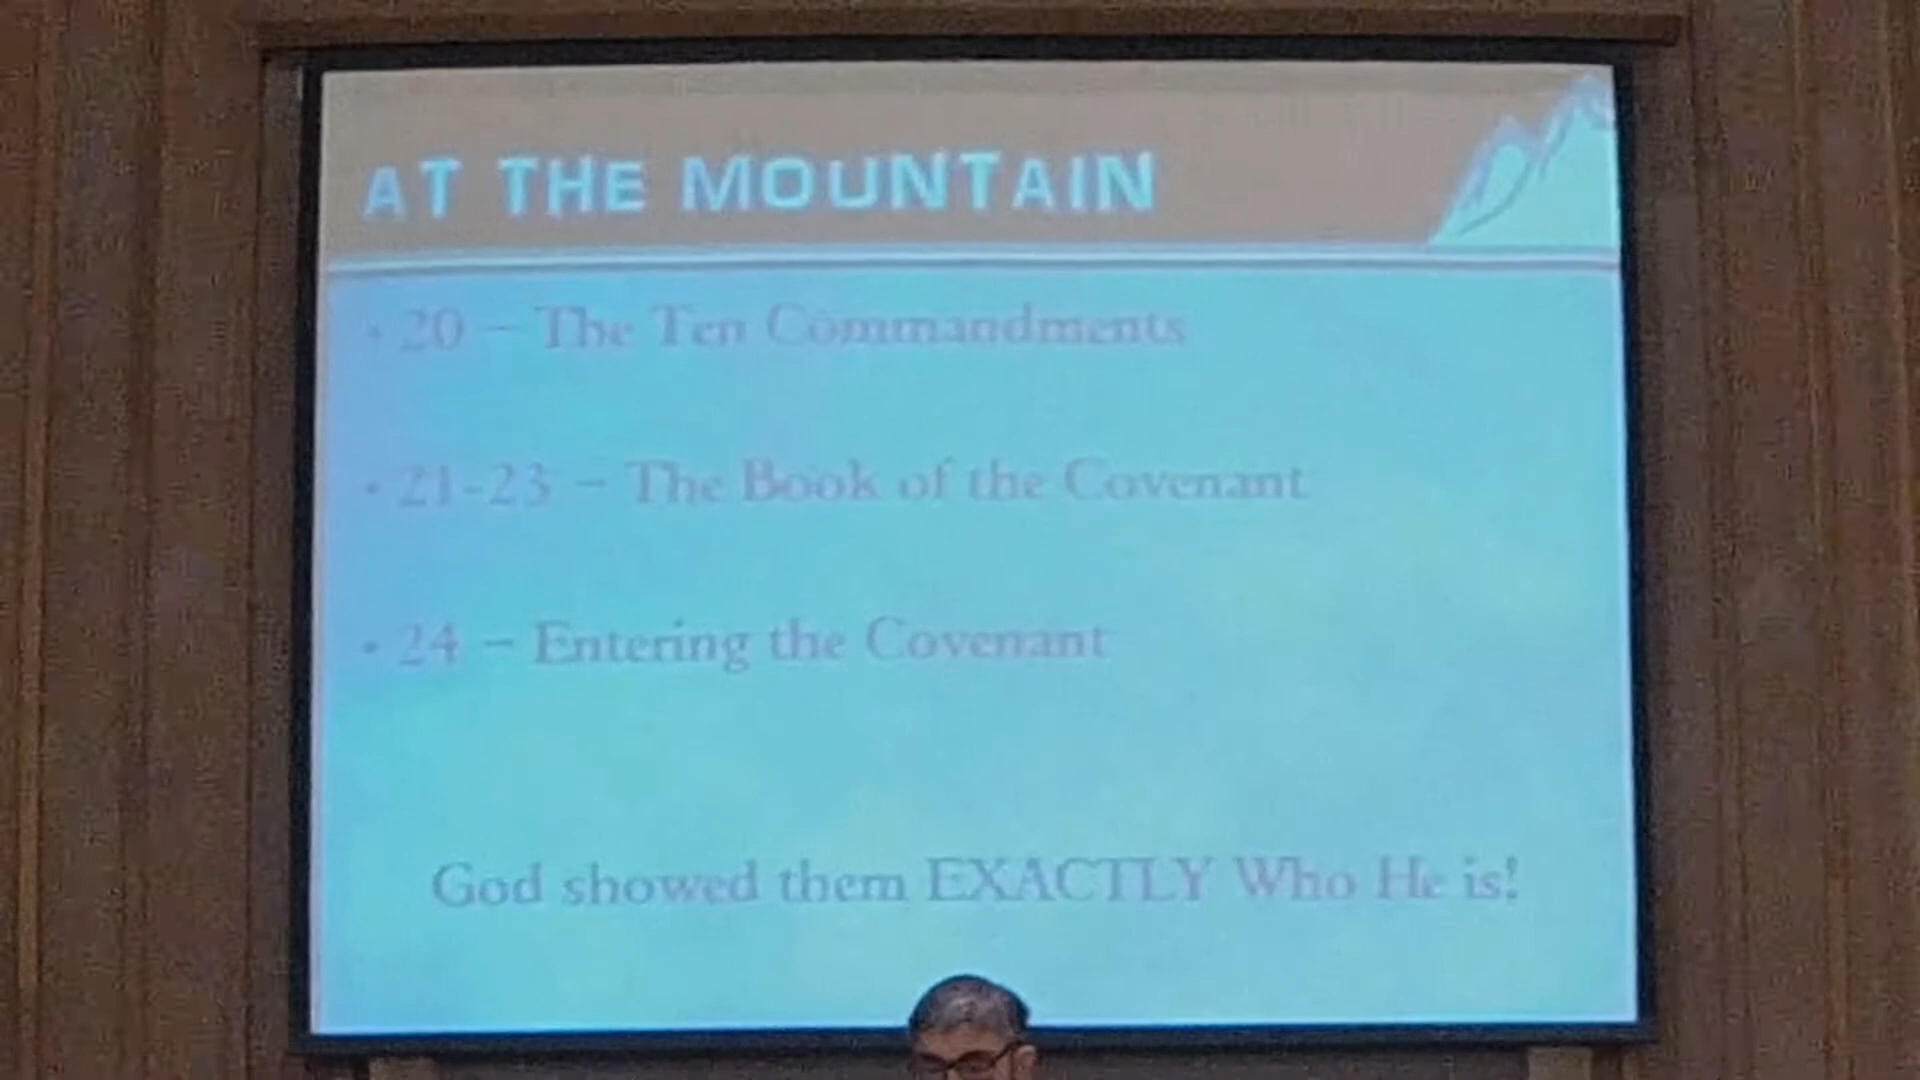 AT THE MOUNTAIN
• 20 – The Ten Commandments
• 21-23 – The Book of the Covenant
• 24 – Entering the Covenant
God showed them EXACTLY Who He is!